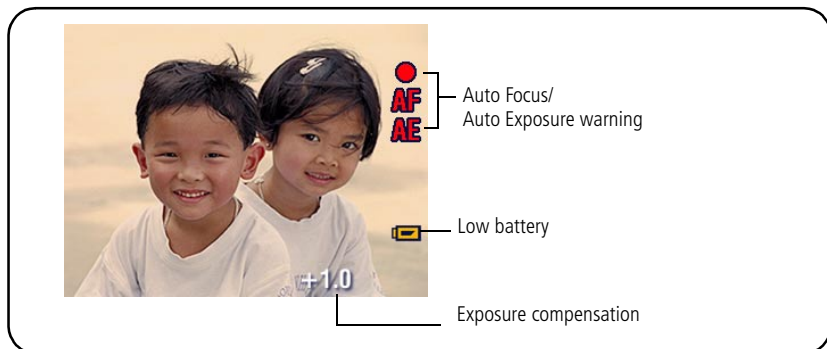 AF
AE
Auto Focus/
Auto Exposure warning
Low battery
+1.0
Exposure compensation